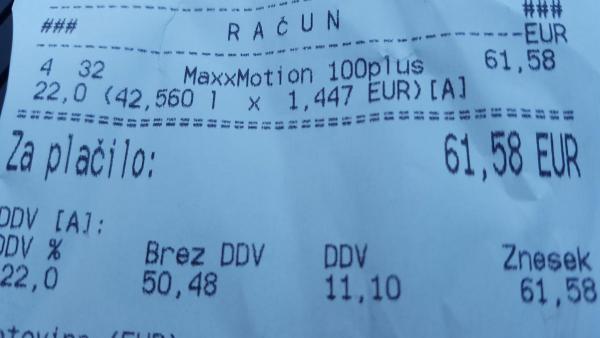 ### RAČUN ###
EUR
4 32 MaxxMotion 100plus 61,58
22,0 (42,560 l x 1,447 EUR) [A]
Za plačilo: 61,58 EUR
DDV [A]:
DDV % Brez DDV DDV Znesek
22,0 50,48 11,10 61,58
(EUR)